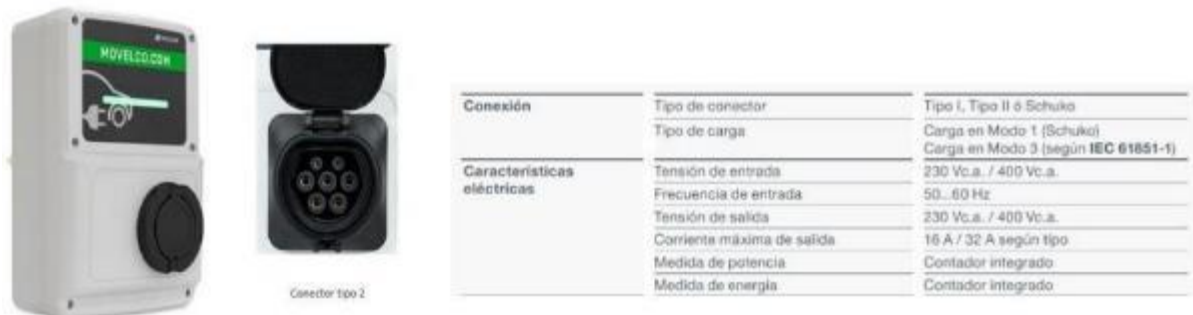 MOVELCO.COM
Conector tipo 2
Conexión Tipo de conector Tipo I, Tipo II ó Schuko
Tipo de carga Carga en Modo 1 (Schuko)
Carga en Modo 3 (según IEC 61851-1)
Características eléctricas Tensión de entrada 230 Vc.a. / 400 Vc.a.
Frecuencia de entrada 50...60 Hz
Tensión de salida 230 Vc.a. / 400 Vc.a.
Corriente máxima de salida 16 A / 32 A según tipo
Medida de potencia Contador integrado
Medida de energía Contador integrado